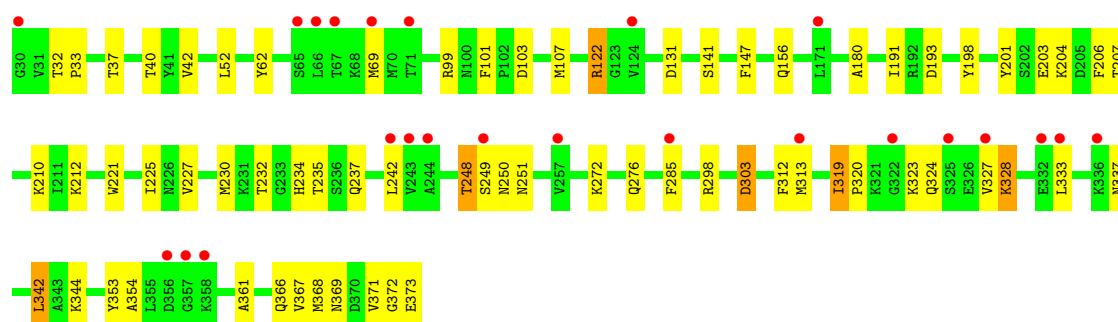 G30 V31 T32 P33 T37 T40 Y41 V42 L52 Y62 S65 L66 T67 K68 M69 M70 T71 R99 N100 F101 P102 D103 M107 R122 G123 V124 D131 S141 F147 Q156 L171 A180 I191 R192 D193 Y198 Y201 S202 E203 K204 D205 F206 T207
K210 I211 K212 W221 I225 N226 V227 M230 K231 T232 G233 H234 T235 S236 Q237 L242 V243 A244 T248 S249 N250 N251 V257 K272 Q276 F285 R298 D303 F312 M313 I319 P320 K321 G322 K323 Q324 S325 E326 V327 K328 E332 L333 K336 N337
L342 A343 K344 Y353 A354 L355 D356 G357 K358 A361 Q366 V367 M368 N369 D370 V371 G372 E373